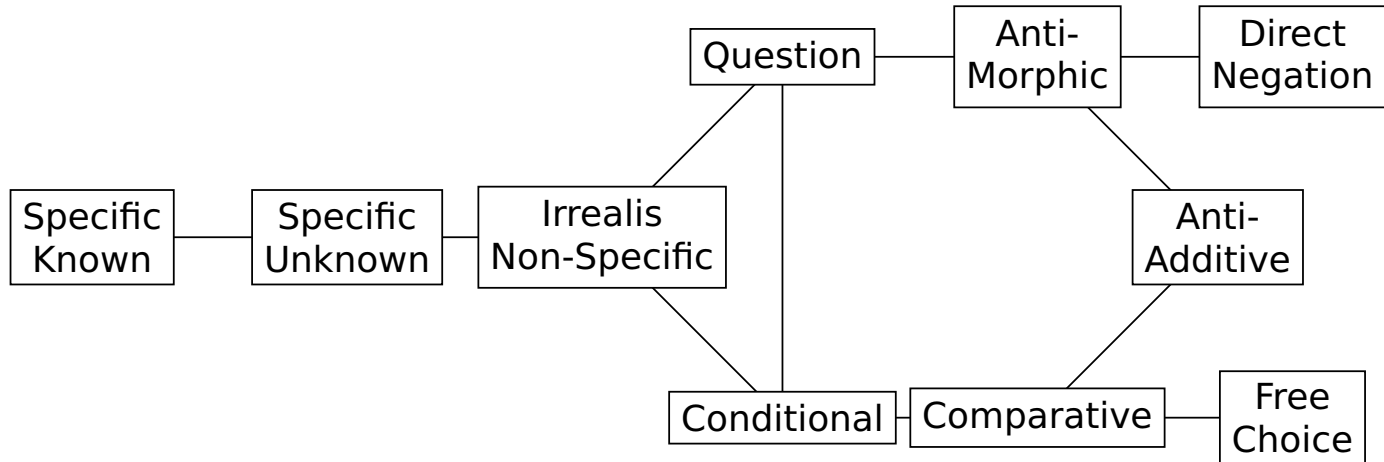 Question
Anti-
Morphic
Direct
Negation
Specific
Known
Specific
Unknown
Irrealis
Non-Specific
Anti-
Additive
Conditional
Comparative
Free
Choice